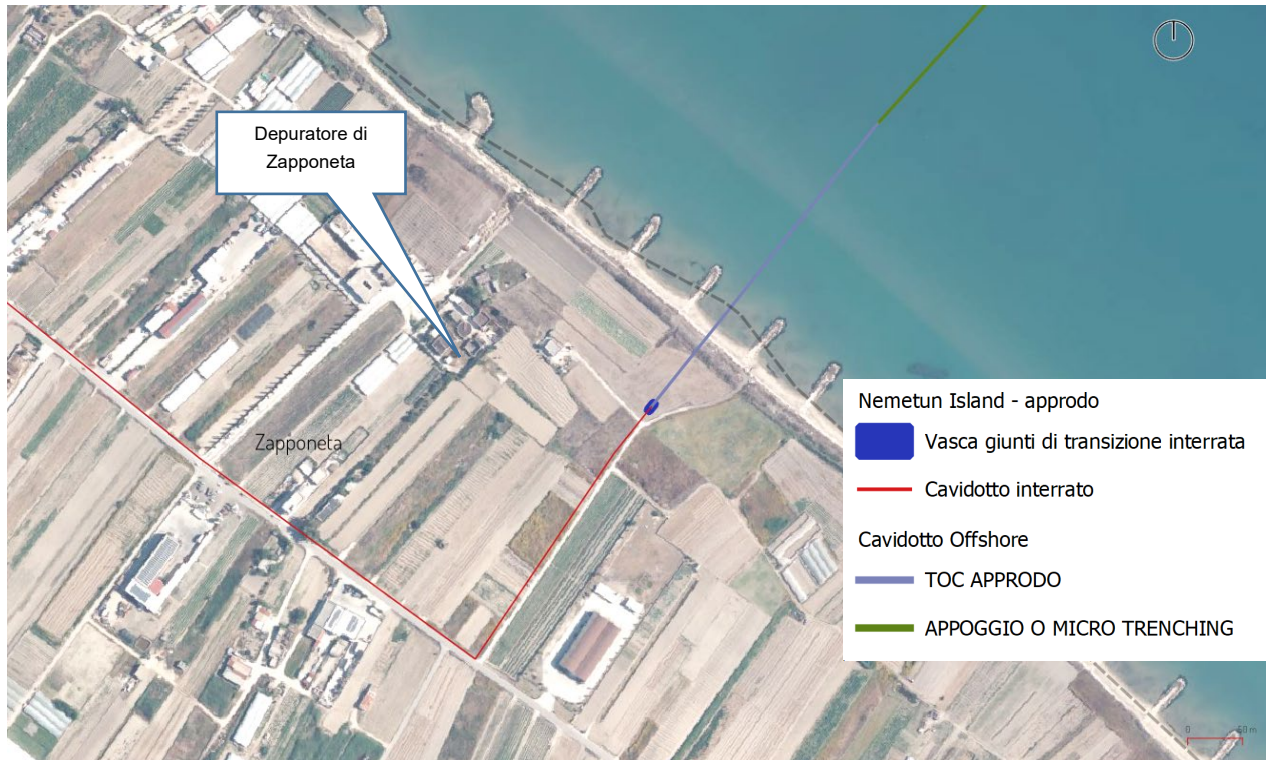 Depuratore di
Zapponeta
Zapponeta
Nemetun Island - approdo
Vasca giunti di transizione interrata
Cavidotto interrato
Cavidotto Offshore
TOC APPRODO
APPOGGIO O MICRO TRENCHING
0